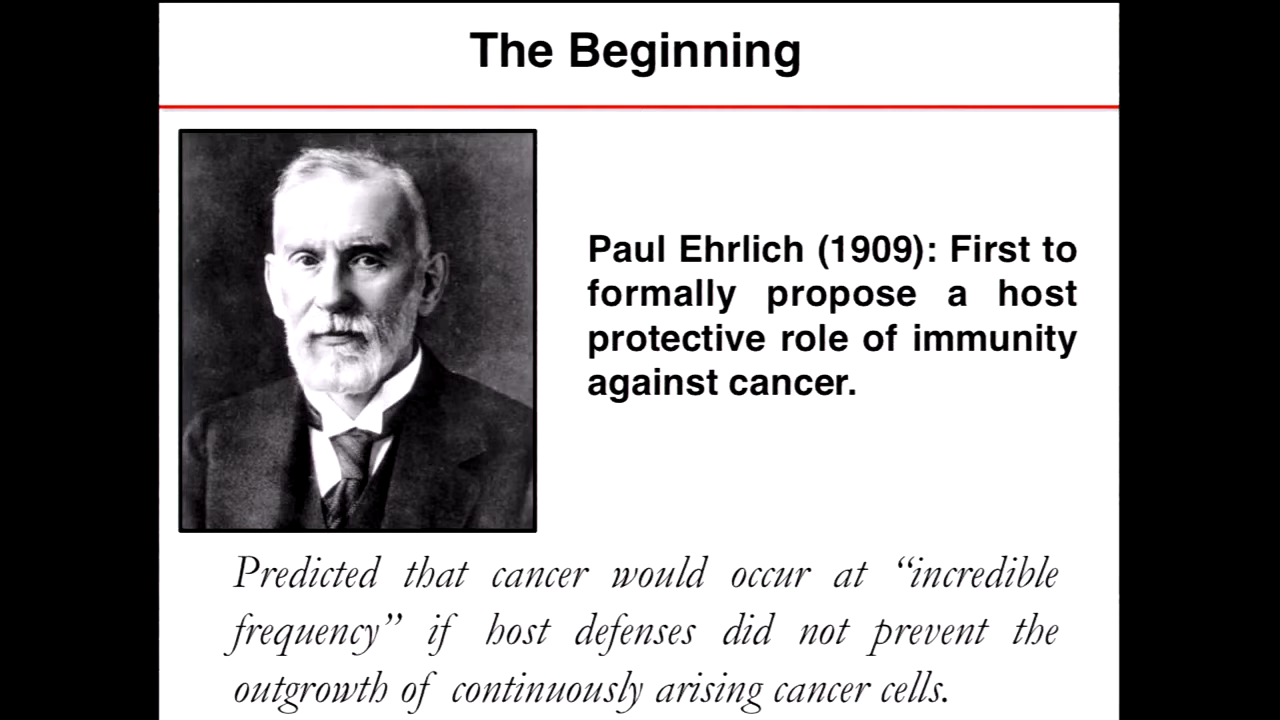 The Beginning
Paul Ehrlich (1909): First to
formally propose a host
protective role of immunity
against cancer.
Predicted that cancer would occur at “incredible
frequency” if host defenses did not prevent the
outgrowth of continuously arising cancer cells.